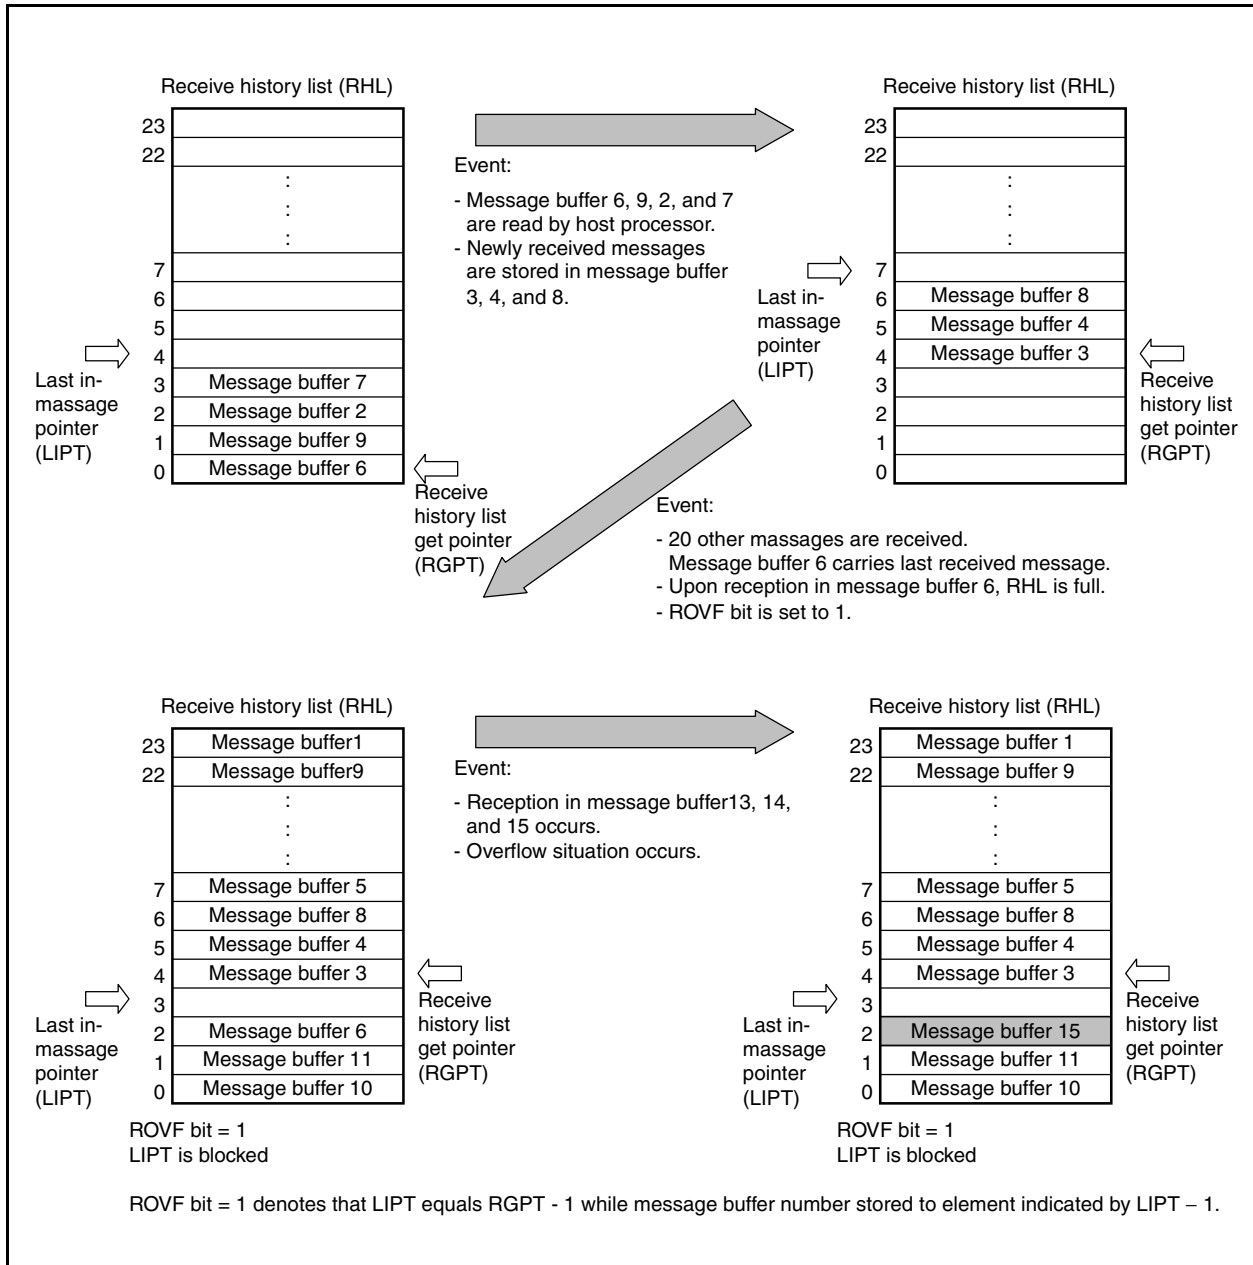 Receive history list (RHL)
23
22
:
:
:
7
6
5
4
3 Message buffer 7
2 Message buffer 2
1 Message buffer 9
0 Message buffer 6
Last in-
massage
pointer
(LIPT)
Receive
history list
get pointer
(RGPT)
Event:
- Message buffer 6, 9, 2, and 7
are read by host processor.
- Newly received messages
are stored in message buffer
3, 4, and 8.
Receive history list (RHL)
23
22
:
:
:
7
6 Message buffer 8
5 Message buffer 4
4 Message buffer 3
3
2
1
0
Last in-
massage
pointer
(LIPT)
Receive
history list
get pointer
(RGPT)
Event:
- 20 other massages are received.
Message buffer 6 carries last received message.
- Upon reception in message buffer 6, RHL is full.
- ROVF bit is set to 1.
Receive history list (RHL)
23 Message buffer1
22 Message buffer9
:
:
:
7 Message buffer 5
6 Message buffer 8
5 Message buffer 4
4 Message buffer 3
3
2 Message buffer 6
1 Message buffer 11
0 Message buffer 10
Last in-
massage
pointer
(LIPT)
Receive
history list
get pointer
(RGPT)
ROVF bit = 1
LIPT is blocked
Event:
- Reception in message buffer13, 14,
and 15 occurs.
- Overflow situation occurs.
Receive history list (RHL)
23 Message buffer 1
22 Message buffer 9
:
:
:
7 Message buffer 5
6 Message buffer 8
5 Message buffer 4
4 Message buffer 3
3
2 Message buffer 15
1 Message buffer 11
0 Message buffer 10
Last in-
massage
pointer
(LIPT)
Receive
history list
get pointer
(RGPT)
ROVF bit = 1
LIPT is blocked
ROVF bit = 1 denotes that LIPT equals RGPT - 1 while message buffer number stored to element indicated by LIPT – 1.